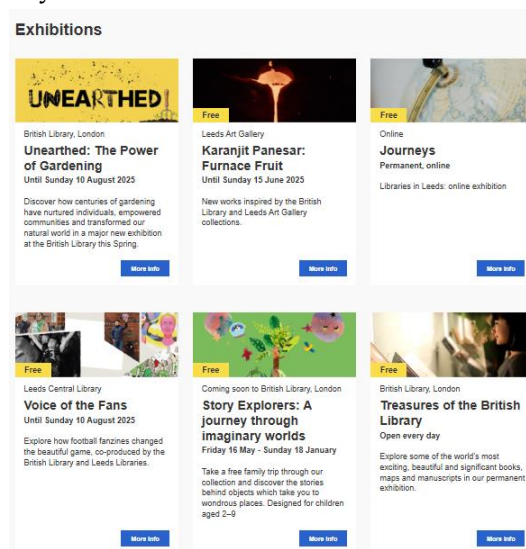 Exhibitions
UNEARTHED
British Library, London
Unearthed: The Power
of Gardening
Until Sunday 10 August 2025
Discover how centuries of gardening
have nurtured individuals, empowered
communities and transformed our
natural world in a major new exhibition
at the British Library this Spring.
More info
Free
Leeds Art Gallery
Karanjit Panesar:
Furnace Fruit
Until Sunday 15 June 2025
New works inspired by the British
Library and Leeds Art Gallery
collections.
More info
Free
Online
Journeys
Permanent, online
Libraries in Leeds: online exhibition
More info
Free
Leeds Central Library
Voice of the Fans
Until Sunday 10 August 2025
Explore how football fanzines changed
the beautiful game, co-produced by the
British Library and Leeds Libraries.
More info
Coming soon to British Library, London
Story Explorers: A
journey through
imaginary worlds
Friday 16 May - Sunday 18 January
Take a free family trip through our
collection and discover the stories
behind objects which take you to
wondrous places. Designed for children
aged 2–9
More info
Free
Free
British Library, London
Treasures of the British
Library
Open every day
Explore some of the world's most
exciting, beautiful and significant books,
maps and manuscripts in our permanent
exhibition.
More info